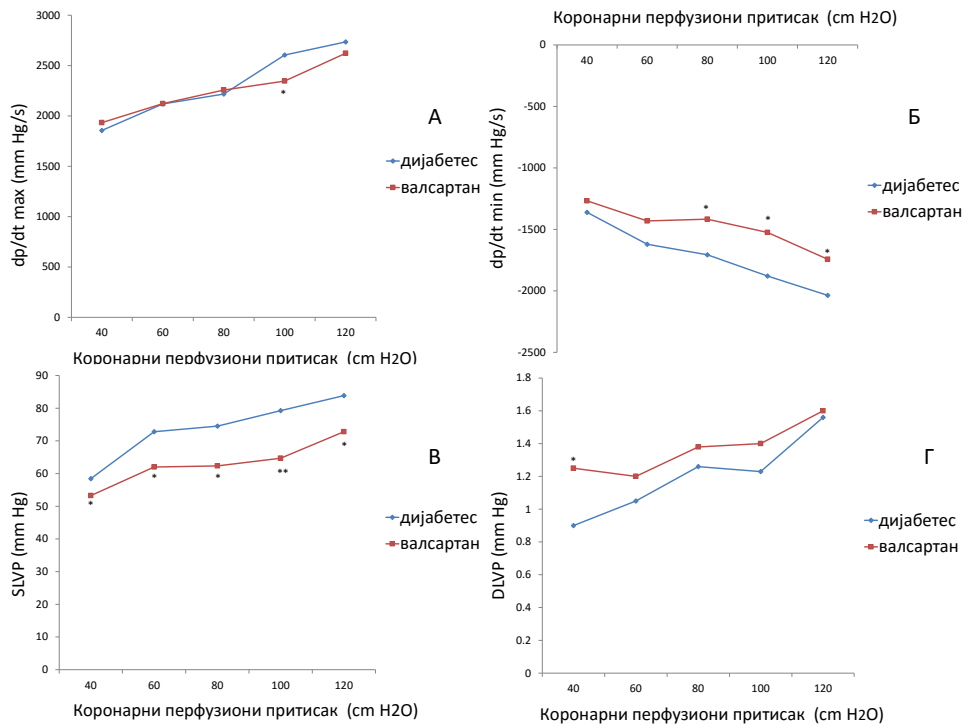 3000
2500
2000
1500
1000
500
0
dp/dt max (mm Hg/s)
*
40 60 80 100 120
Коронарни перфузиони притисак (cm H2O)
А
дијабетес
валсартан
Коронарни перфузиони притисак (cm H2O)
40 60 80 100 120
0
-500
-1000
-1500
-2000
-2500
dp/dt min (mm Hg/s)
* * *
Б
дијабетес
валсартан
90
80
70
60
50
40
30
20
10
0
SLVP (mm Hg)
* * * ** *
40 60 80 100 120
Коронарни перфузиони притисак (cm H2O)
В
дијабетес
валсартан
1.8
1.6
1.4
1.2
1
0.8
0.6
0.4
0.2
0
DLVP (mm Hg)
*
40 60 80 100 120
Коронарни перфузиони притисак (cm H2O)
Г
дијабетес
валсартан